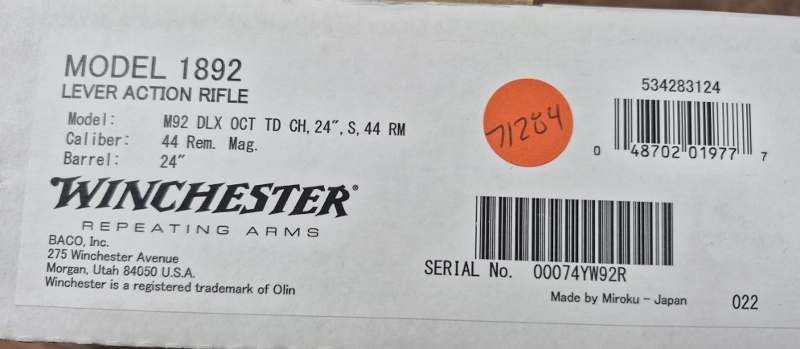 MODEL 1892
LEVER ACTION RIFLE
Model: M92 DLX OCT TD CH, 24", S, 44 RM
Caliber: 44 Rem. Mag.
Barrel: 24"
WINCHESTER®
REPEATING ARMS
BACO, Inc.
275 Winchester Avenue
Morgan, Utah 84050 U.S.A.
Winchester is a registered trademark of Olin
71284
534283124
0 48702 01977 7
SERIAL No. 00074YW92R
Made by Miroku - Japan 022